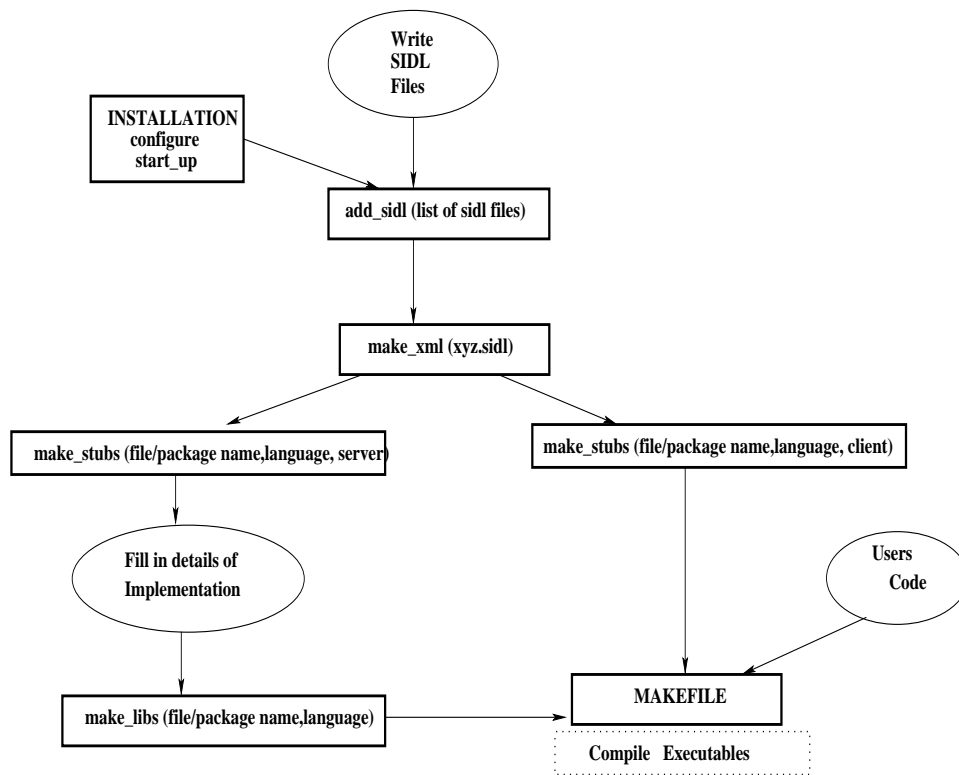 Write
SIDL
Files
INSTALLATION
configure
start_up
add_sidl (list of sidl files)
make_xml (xyz.sidl)
make_stubs (file/package name,language, server)
make_stubs (file/package name,language, client)
Fill in details of
Implementation
Users
Code
make_libs (file/package name,language)
MAKEFILE
Compile Executables